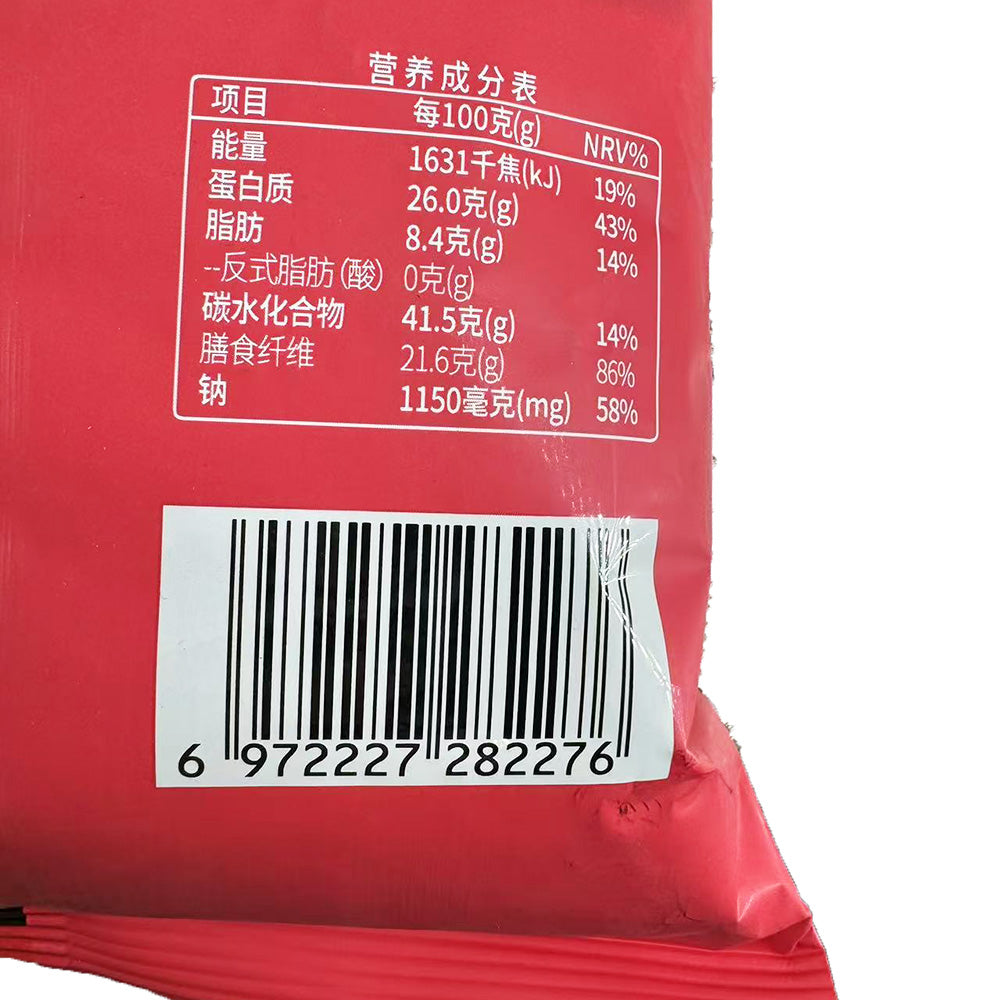 营养成分表
项目 每100克(g) NRV%
能量 1631千焦(kJ) 19%
蛋白质 26.0克(g) 43%
脂肪 8.4克(g) 14%
--反式脂肪(酸) 0克(g)
碳水化合物 41.5克(g) 14%
膳食纤维 21.6克(g) 86%
钠 1150毫克(mg) 58%
6 972227 282276